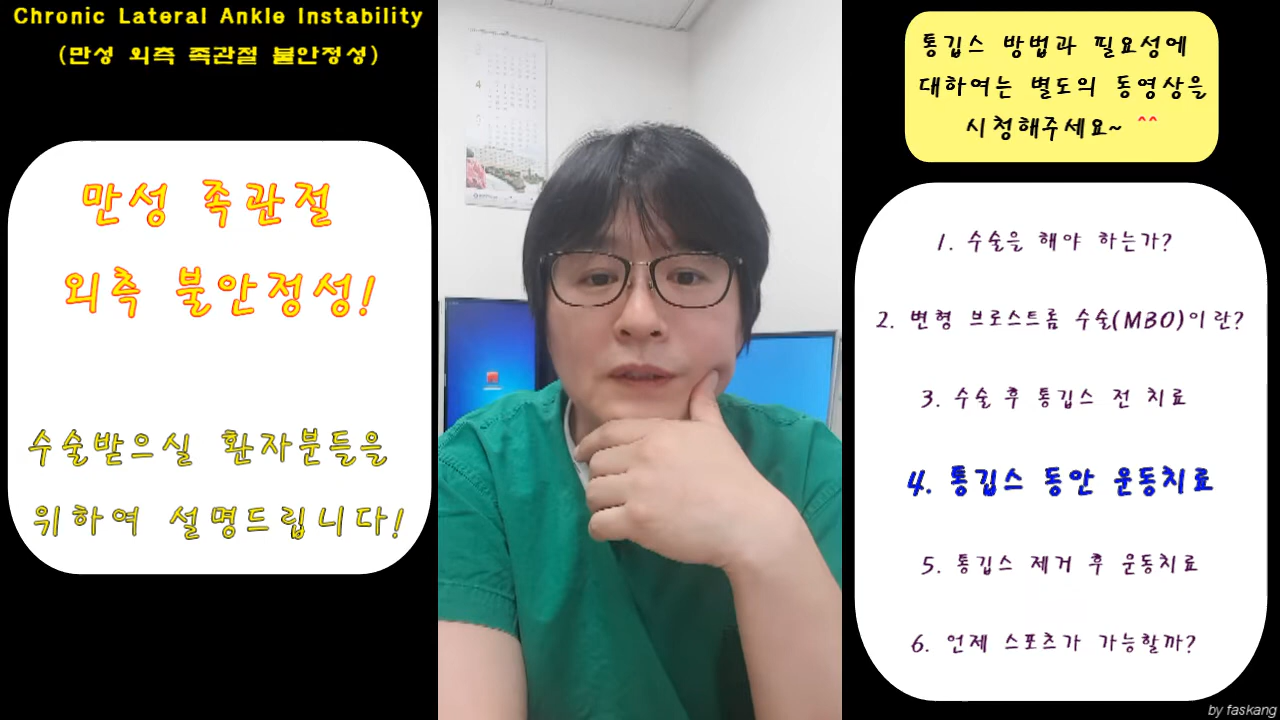 Chronic Lateral Ankle Instability
(만성 외측 족관절 불안정성)
만성 족관절
외측 불안정성!
수술받으실 환자분들을
위하여 설명드립니다!
4
통깁스 방법과 필요성에
대하여는 별도의 동영상을
시청해주세요~ ^^
1. 수술을 해야 하는가?
2. 변형 브로스트롬 수술(MBO)이란?
3. 수술 후 통깁스 전 치료
4. 통깁스 동안 운동치료
5. 통깁스 제거 후 운동치료
6. 언제 스포츠가 가능할까?
by faskang